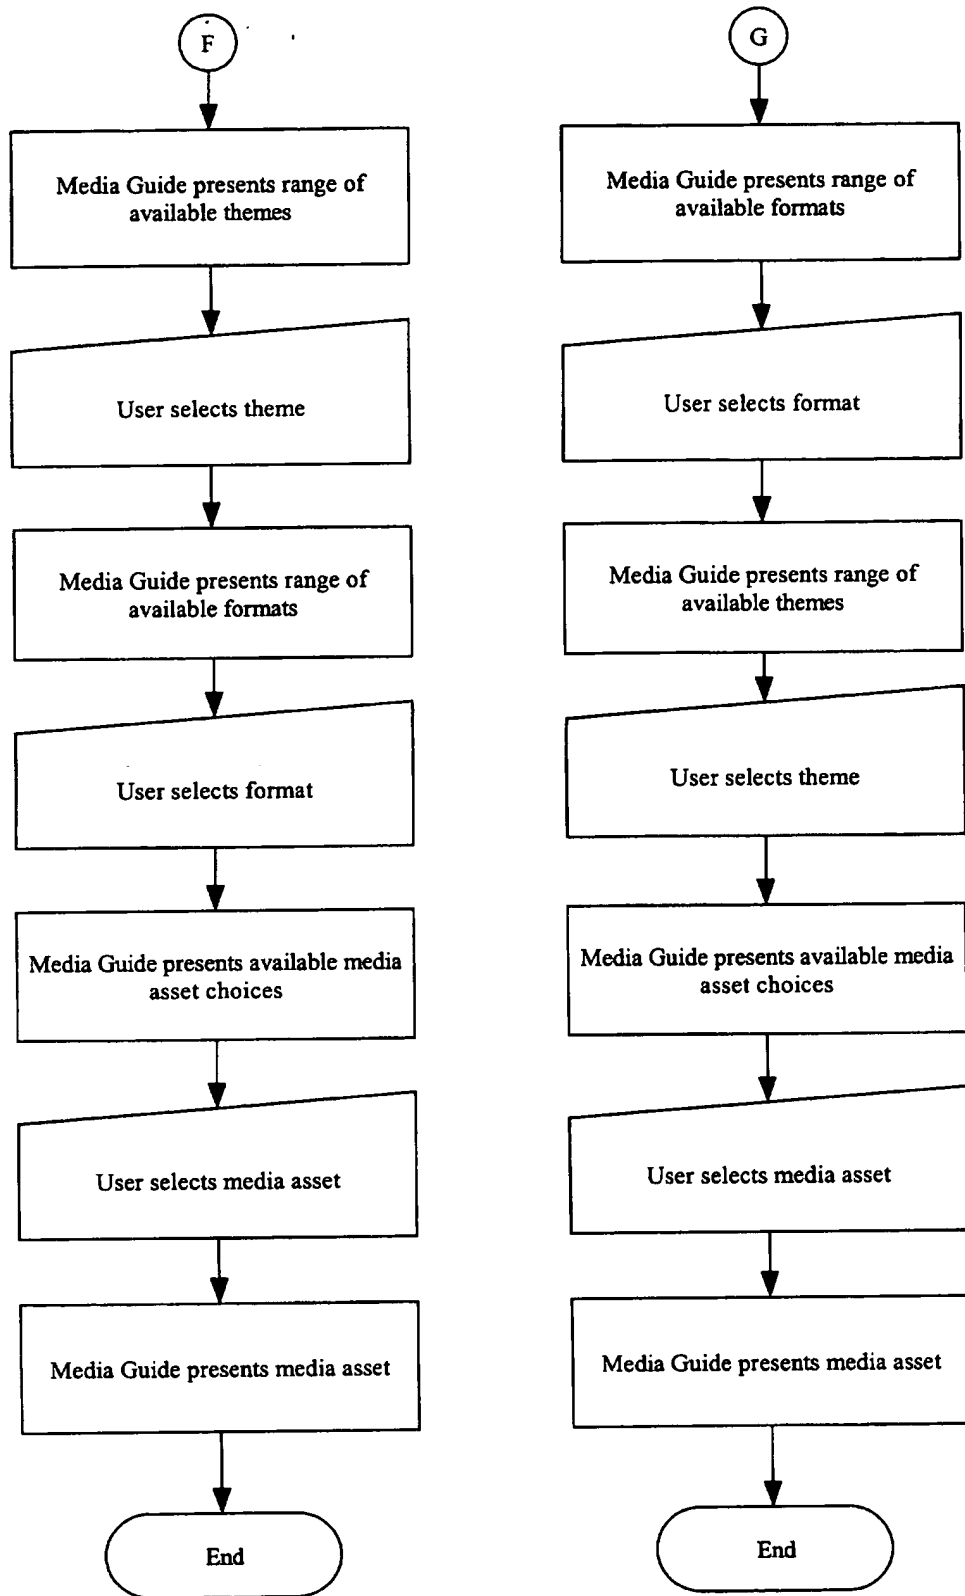 F
Media Guide presents range of
available themes
User selects theme
Media Guide presents range of
available formats
User selects format
Media Guide presents available media
asset choices
User selects media asset
Media Guide presents media asset
End
G
Media Guide presents range of
available formats
User selects format
Media Guide presents range of
available themes
User selects theme
Media Guide presents available media
asset choices
User selects media asset
Media Guide presents media asset
End